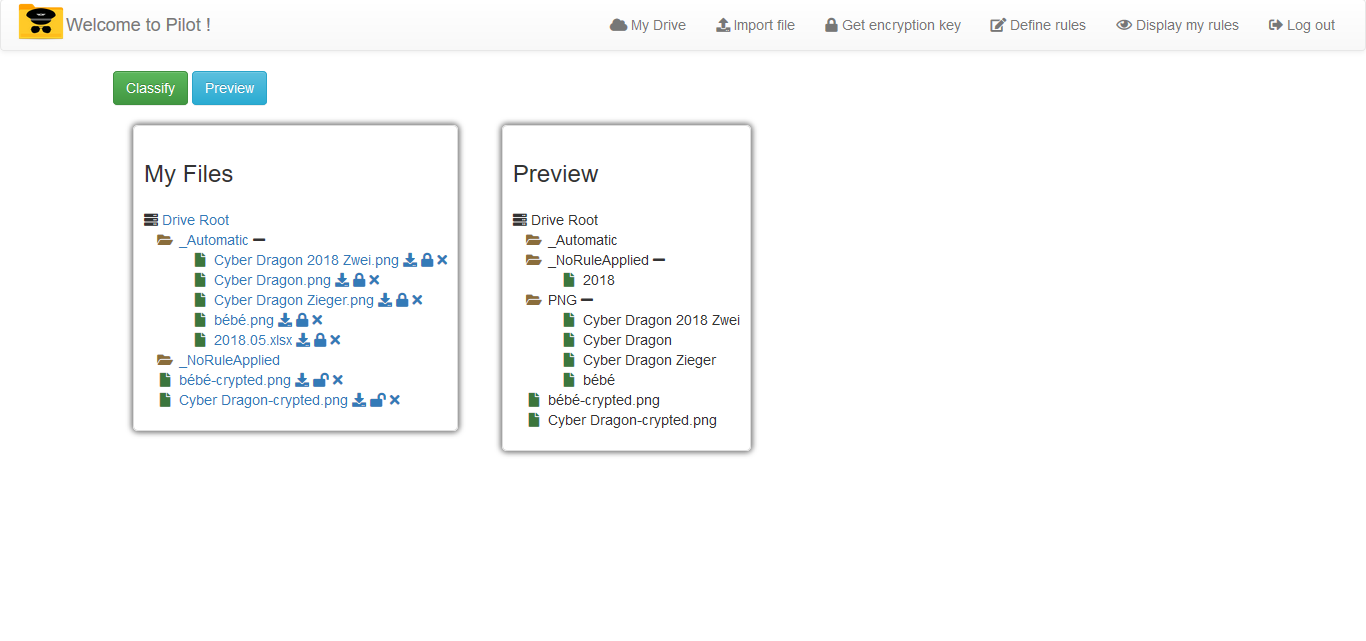 Welcome to Pilot !
My Drive
Import file
Get encryption key
Define rules
Display my rules
Log out
Classify
Preview
My Files
Drive Root
_Automatic
Cyber Dragon 2018 Zwei.png
Cyber Dragon.png
Cyber Dragon Zieger.png
bébé.png
2018.05.xlsx
_NoRuleApplied
bébé-crypted.png
Cyber Dragon-crypted.png
Preview
Drive Root
_Automatic
_NoRuleApplied
2018
PNG
Cyber Dragon 2018 Zwei
Cyber Dragon
Cyber Dragon Zieger
bébé
bébé-crypted.png
Cyber Dragon-crypted.png